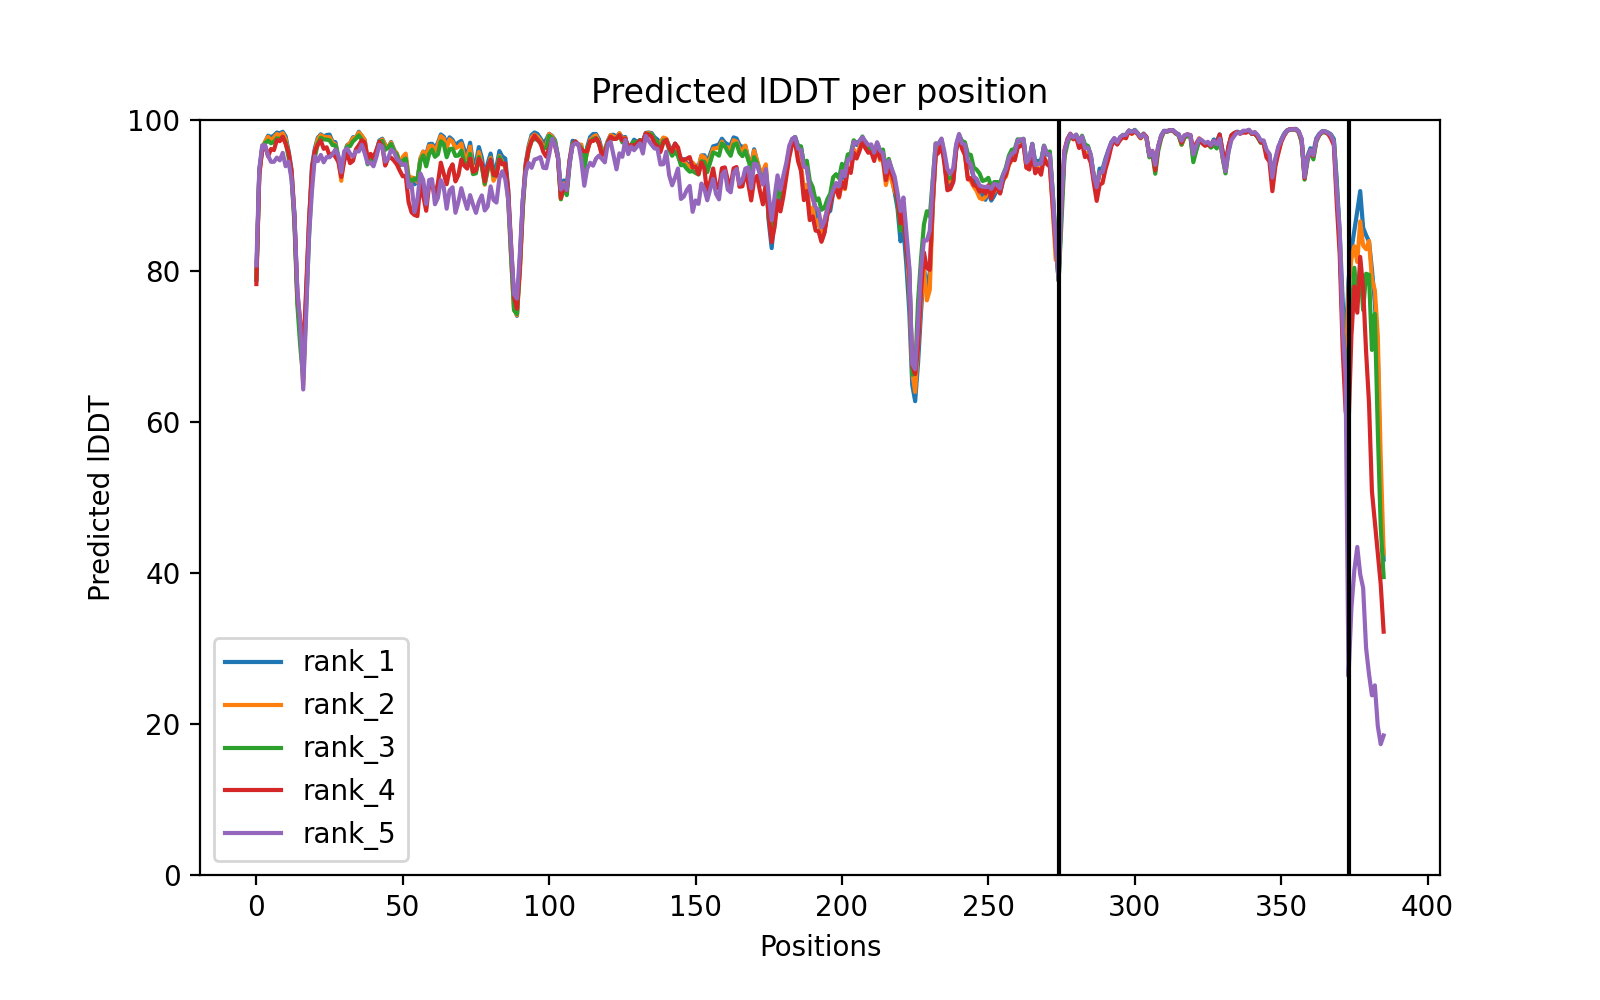 Predicted lDDT per position
100
80
60
40
20
0
Predicted lDDT
rank_1
rank_2
rank_3
rank_4
rank_5
0 50 100 150 200 250 300 350 400
Positions